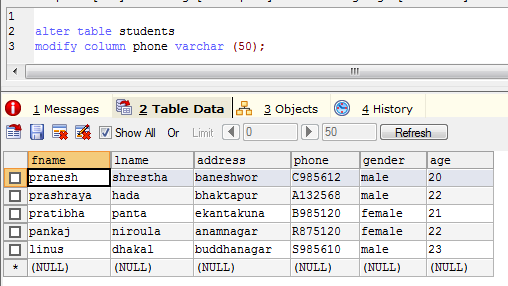 1
2 alter table students
3 modify column phone varchar (50);
1 Messages 2 Table Data 3 Objects 4 History
Show All Or Limit 0 50 Refresh
fname lname address phone gender age
pranesh shrestha baneshwor C985612 male 20
prashraya hada bhaktapur A132568 male 22
pratibha panta ekantakuna B985120 female 21
pankaj niroula anamnagar R875120 female 22
linus dhakal buddhanagar S985610 male 23
* (NULL) (NULL) (NULL) (NULL) (NULL) (NULL)